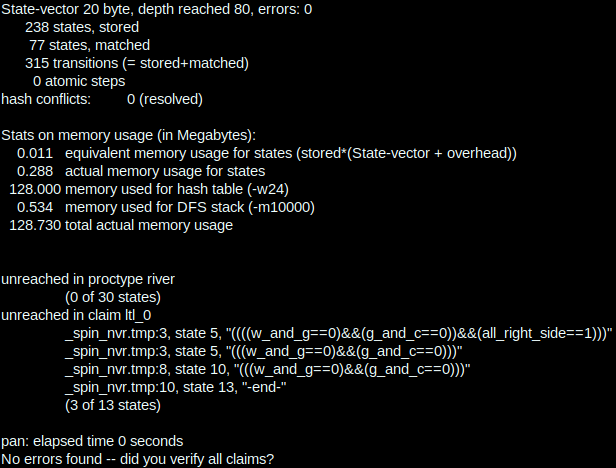 State-vector 20 byte, depth reached 80, errors: 0
238 states, stored
77 states, matched
315 transitions (= stored+matched)
0 atomic steps
hash conflicts: 0 (resolved)
Stats on memory usage (in Megabytes):
0.011 equivalent memory usage for states (stored*(State-vector + overhead))
0.288 actual memory usage for states
128.000 memory used for hash table (-w24)
0.534 memory used for DFS stack (-m10000)
128.730 total actual memory usage
unreached in proctype river
(0 of 30 states)
unreached in claim ltl_0
_spin_nvr.tmp:3, state 5, "((((w_and_g==0)&&(g_and_c==0))&&(all_right_side==1)))"
_spin_nvr.tmp:3, state 5, "(((w_and_g==0)&&(g_and_c==0)))"
_spin_nvr.tmp:8, state 10, "(((w_and_g==0)&&(g_and_c==0)))"
_spin_nvr.tmp:10, state 13, "-end-"
(3 of 13 states)
pan: elapsed time 0 seconds
No errors found -- did you verify all claims?